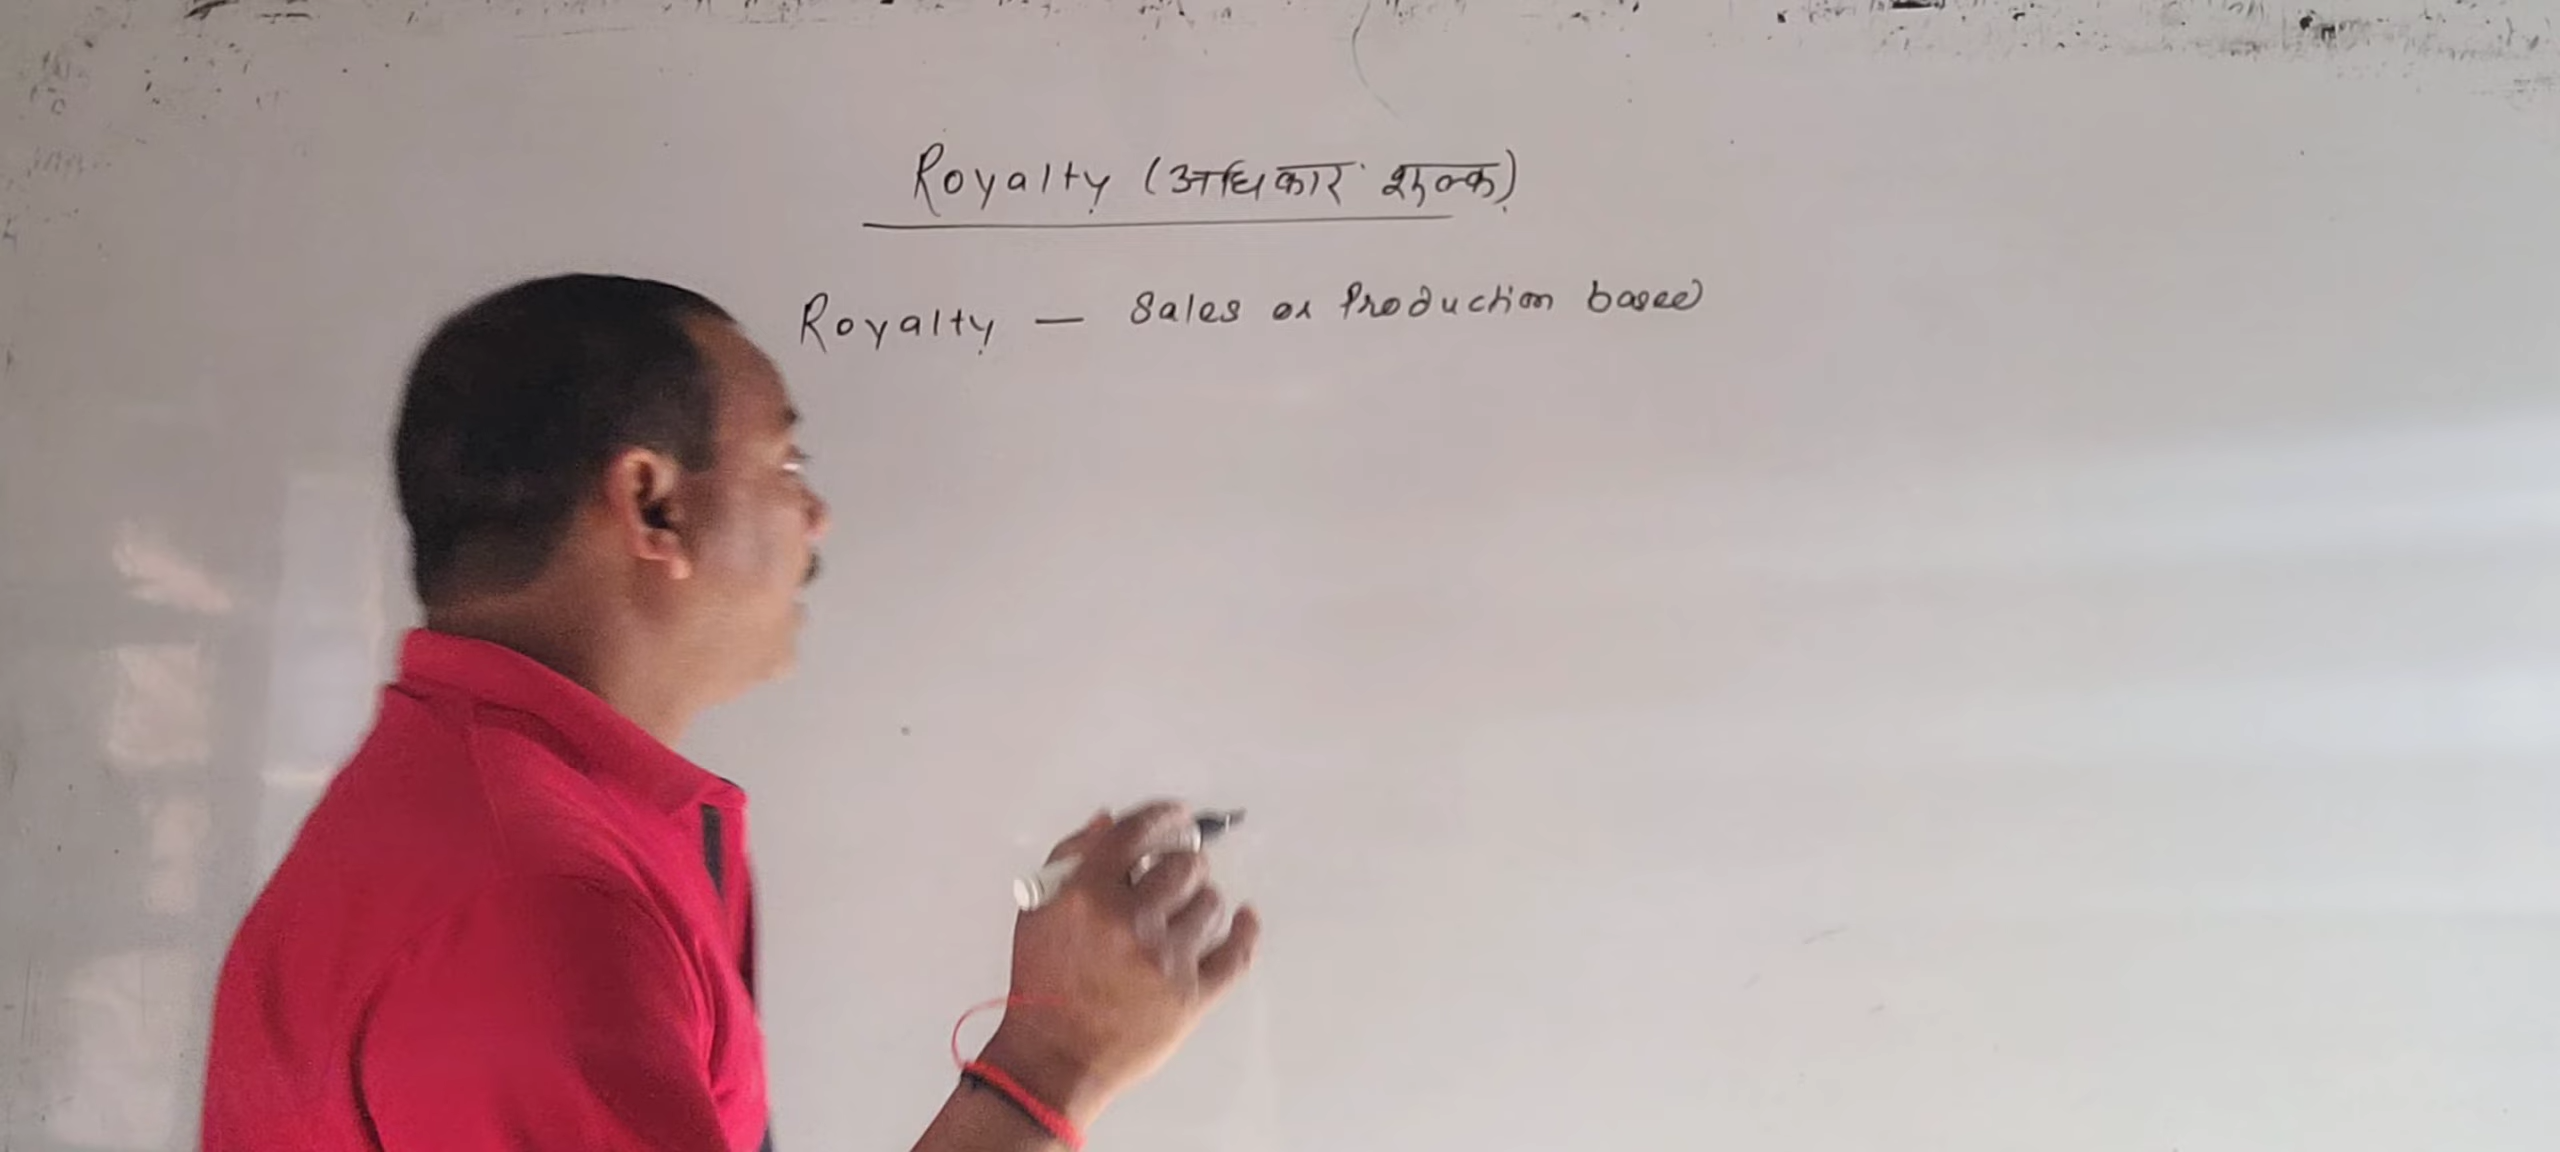 Royalty (अधिकार शुल्क)
Royalty — Sales or Production based